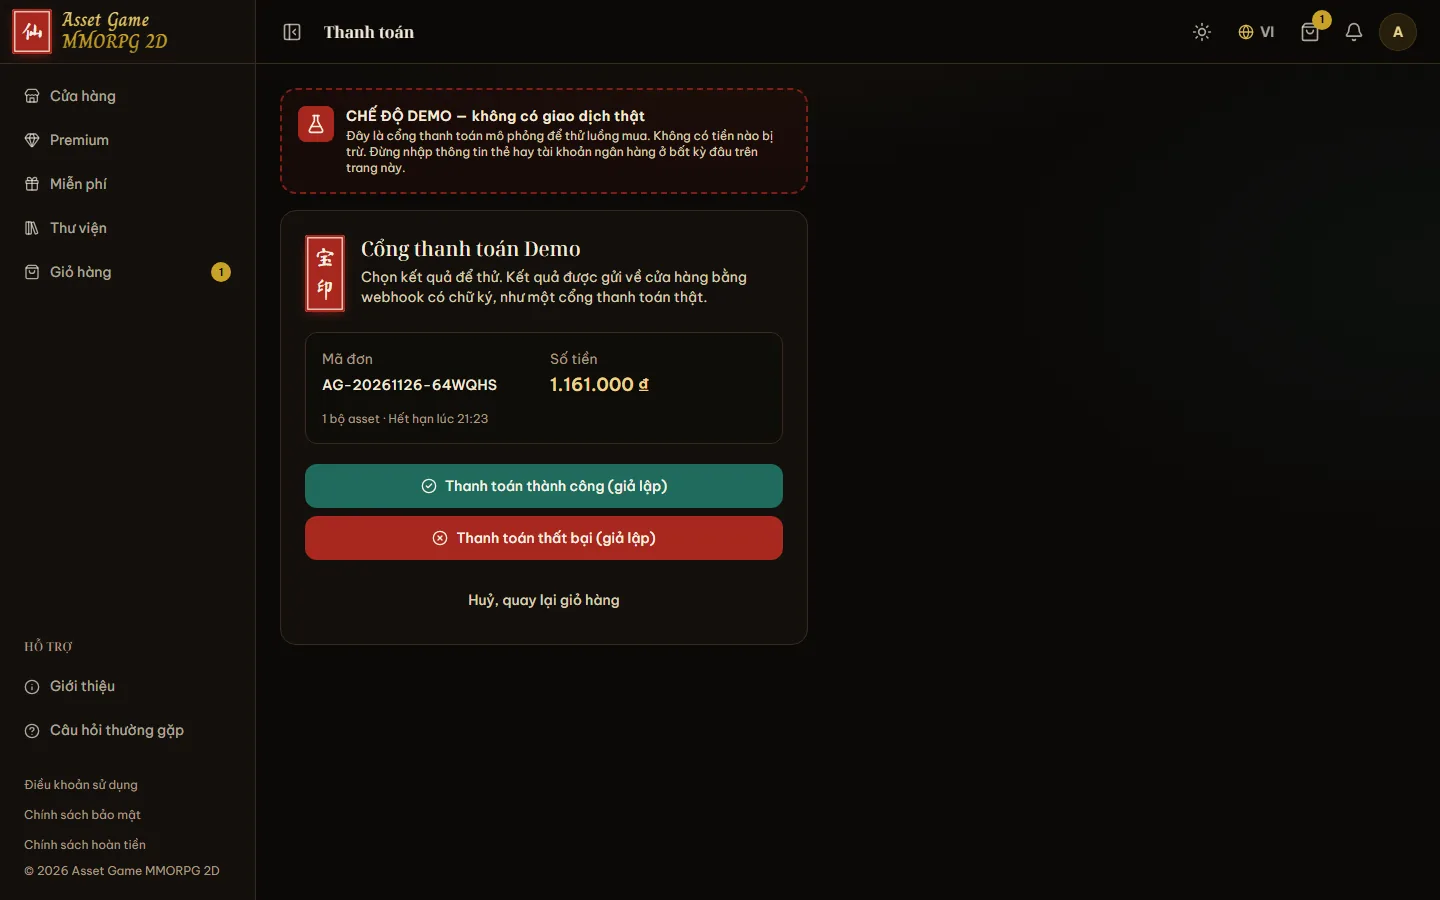 仙
Asset Game
MMORPG 2D
Thanh toán
VI
1
A
Cửa hàng
Premium
Miễn phí
Thư viện
Giỏ hàng
1
CHẾ ĐỘ DEMO — không có giao dịch thật
Đây là cổng thanh toán mô phỏng để thử luồng mua. Không có tiền nào bị
trừ. Đừng nhập thông tin thẻ hay tài khoản ngân hàng ở bất kỳ đâu trên
trang này.
宝
印
Cổng thanh toán Demo
Chọn kết quả để thử. Kết quả được gửi về cửa hàng bằng
webhook có chữ ký, như một cổng thanh toán thật.
Mã đơn
AG-20261126-64WQHS
Số tiền
1.161.000 ₫
1 bộ asset · Hết hạn lúc 21:23
Thanh toán thành công (giả lập)
Thanh toán thất bại (giả lập)
Huỷ, quay lại giỏ hàng
HỖ TRỢ
Giới thiệu
Câu hỏi thường gặp
Điều khoản sử dụng
Chính sách bảo mật
Chính sách hoàn tiền
© 2026 Asset Game MMORPG 2D